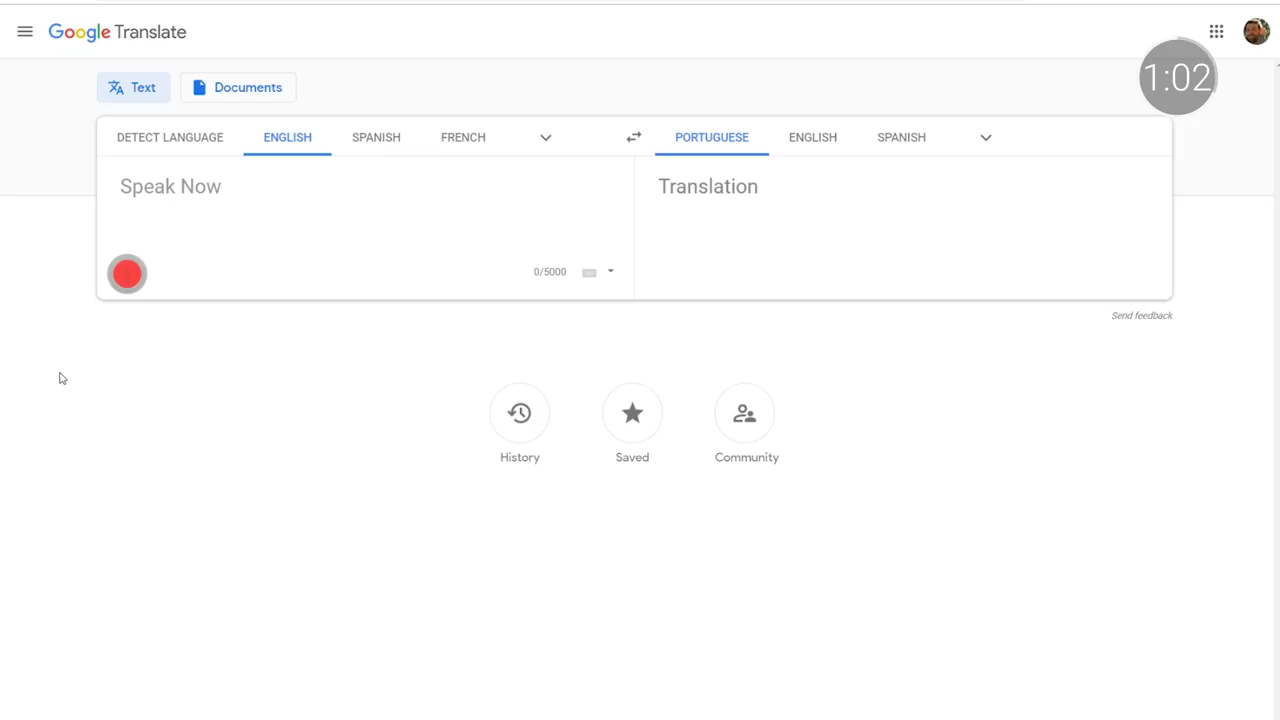 Google Translate
1:02
Text
Documents
DETECT LANGUAGE ENGLISH SPANISH FRENCH PORTUGUESE ENGLISH SPANISH
Speak Now
Translation
0/5000
Send feedback
History
Saved
Community